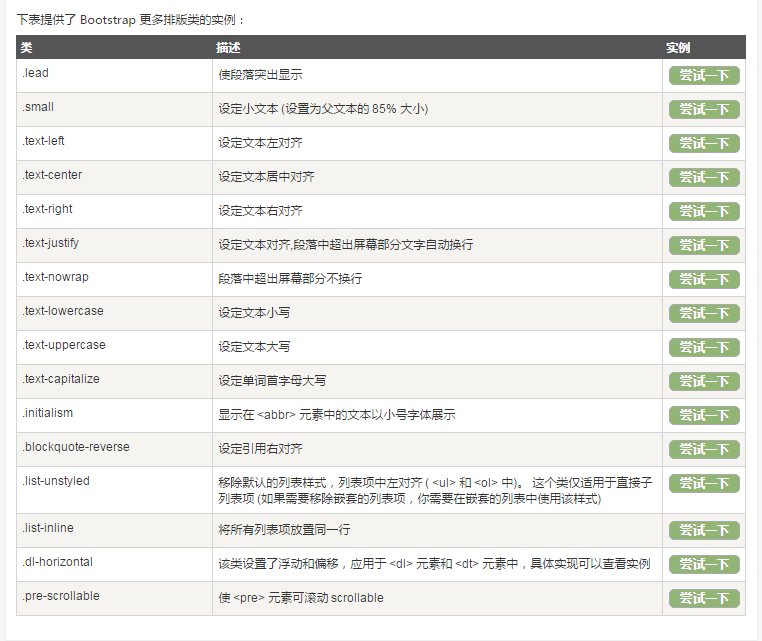 下表提供了 Bootstrap 更多排版类的实例：
类 描述 实例
.lead 使段落突出显示 尝试一下
.small 设定小文本 (设置为父文本的 85% 大小) 尝试一下
.text-left 设定文本左对齐 尝试一下
.text-center 设定文本居中对齐 尝试一下
.text-right 设定文本右对齐 尝试一下
.text-justify 设定文本对齐,段落中超出屏幕部分文字自动换行 尝试一下
.text-nowrap 段落中超出屏幕部分不换行 尝试一下
.text-lowercase 设定文本小写 尝试一下
.text-uppercase 设定文本大写 尝试一下
.text-capitalize 设定单词首字母大写 尝试一下
.initialism 显示在 <abbr> 元素中的文本以小号字体展示 尝试一下
.blockquote-reverse 设定引用右对齐 尝试一下
.list-unstyled 移除默认的列表样式，列表项中左对齐 ( <ul> 和 <ol> 中)。 这个类仅适用于直接子 尝试一下
列表项 (如果需要移除嵌套的列表项，你需要在嵌套的列表中使用该样式)
.list-inline 将所有列表项放置同一行 尝试一下
.dl-horizontal 该类设置了浮动和偏移，应用于 <dl> 元素和 <dt> 元素中，具体实现可以查看实例 尝试一下
.pre-scrollable 使 <pre> 元素可滚动 scrollable 尝试一下